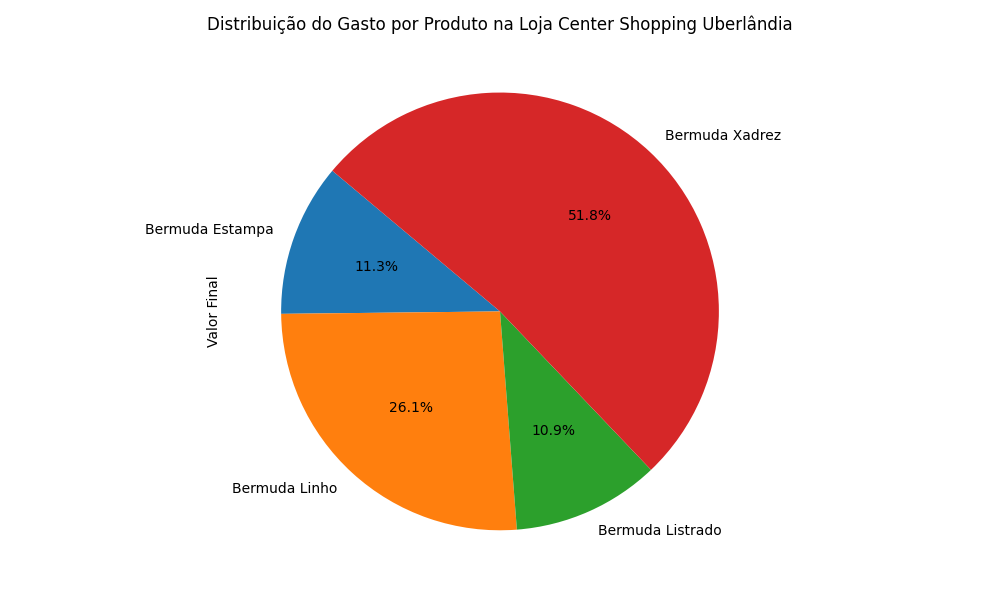 Distribuição do Gasto por Produto na Loja Center Shopping Uberlândia
Bermuda Xadrez
51.8%
Bermuda Estampa
11.3%
Valor Final
26.1%
10.9%
Bermuda Linho
Bermuda Listrado